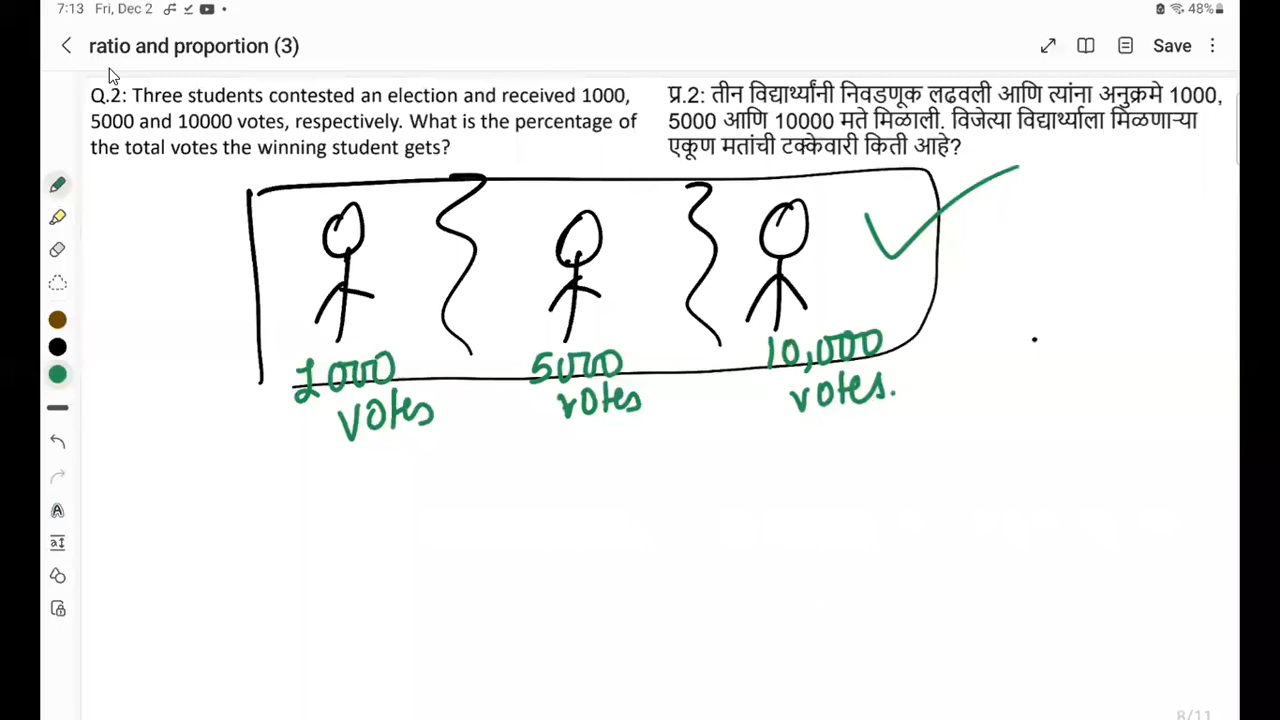 7:13 Fri, Dec 2
48%
ratio and proportion (3)
Save
Q.2: Three students contested an election and received 1000,
5000 and 10000 votes, respectively. What is the percentage of
the total votes the winning student gets?
प्र.2: तीन विद्यार्थ्यांनी निवडणूक लढवली आणि त्यांना अनुक्रमे 1000,
5000 आणि 10000 मते मिळाली. विजेत्या विद्यार्थ्याला मिळणाऱ्या
एकूण मतांची टक्केवारी किती आहे?
1000
votes
5000
votes
10,000
votes.
8/11